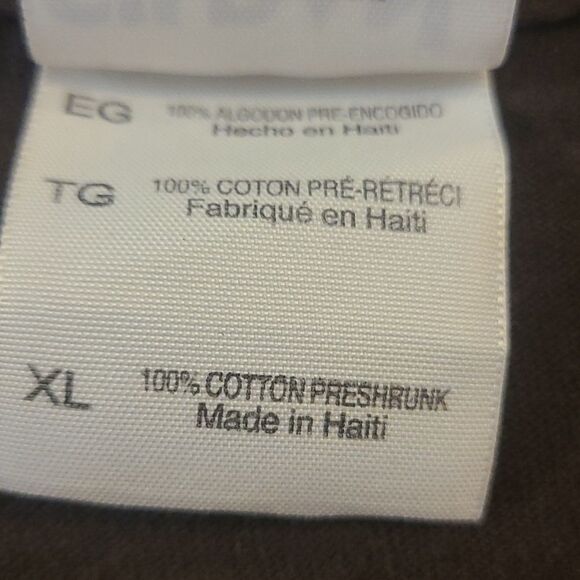 EG 100% ALGODON PRE-ENCOGIDO
Hecho en Haiti
TG 100% COTON PRÉ-RÉTRÉCI
Fabriqué en Haiti
XL 100% COTTON PRESHRUNK
Made in Haiti